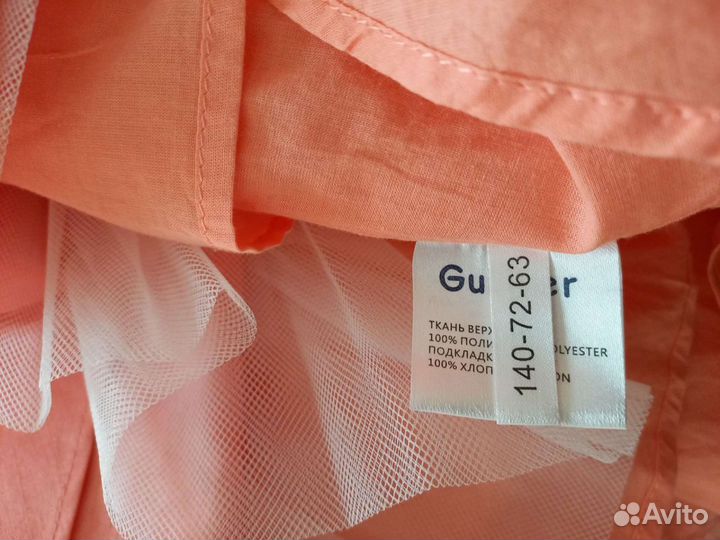 Gu er
ТКАНЬ ВЕРХ
100% ПОЛИ OLYESTER
ПОДКЛАДК
100% ХЛОП ON
140-72-63
Avito